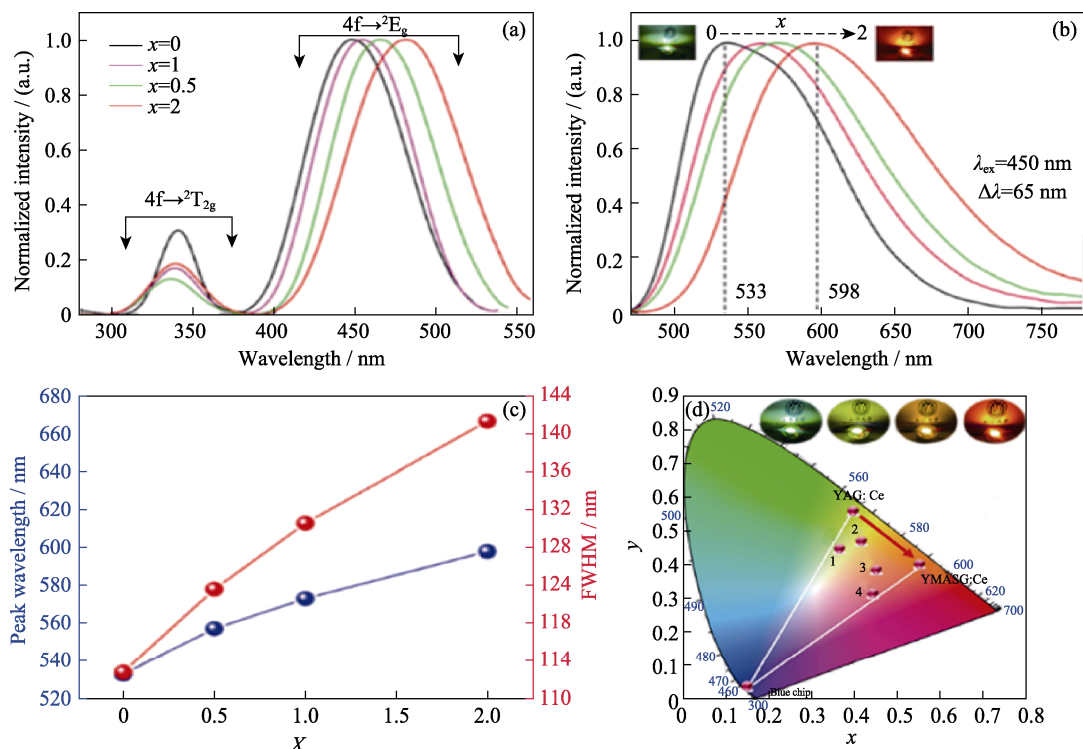 (a)
4f→²E_g
x=0
x=1
x=0.5
x=2
4f→²T_2g
Normalized intensity / (a.u.)
1.0
0.8
0.6
0.4
0.2
0
300 350 400 450 500 550
Wavelength / nm
(b)
x
0 2
λ_ex=450 nm
Δλ=65 nm
533 598
Normalized intensity / (a.u.)
1.0
0.8
0.6
0.4
0.2
0
500 550 600 650 700 750
Wavelength / nm
(c)
Peak wavelength / nm
680
660
640
620
600
580
560
540
520
FWHM / nm
144
140
136
132
128
124
118
114
110
0 0.5 1.0 1.5 2.0
X
(d)
y
0.9
0.8
0.7
0.6
0.5
0.4
0.3
0.2
0.1
0
520
560
500
YAG: Ce
580
2
1
3
600
YMASG:Ce
4
620
490
700
480
470
460
Blue chip
300
0 0.1 0.2 0.3 0.4 0.5 0.6 0.7 0.8
x